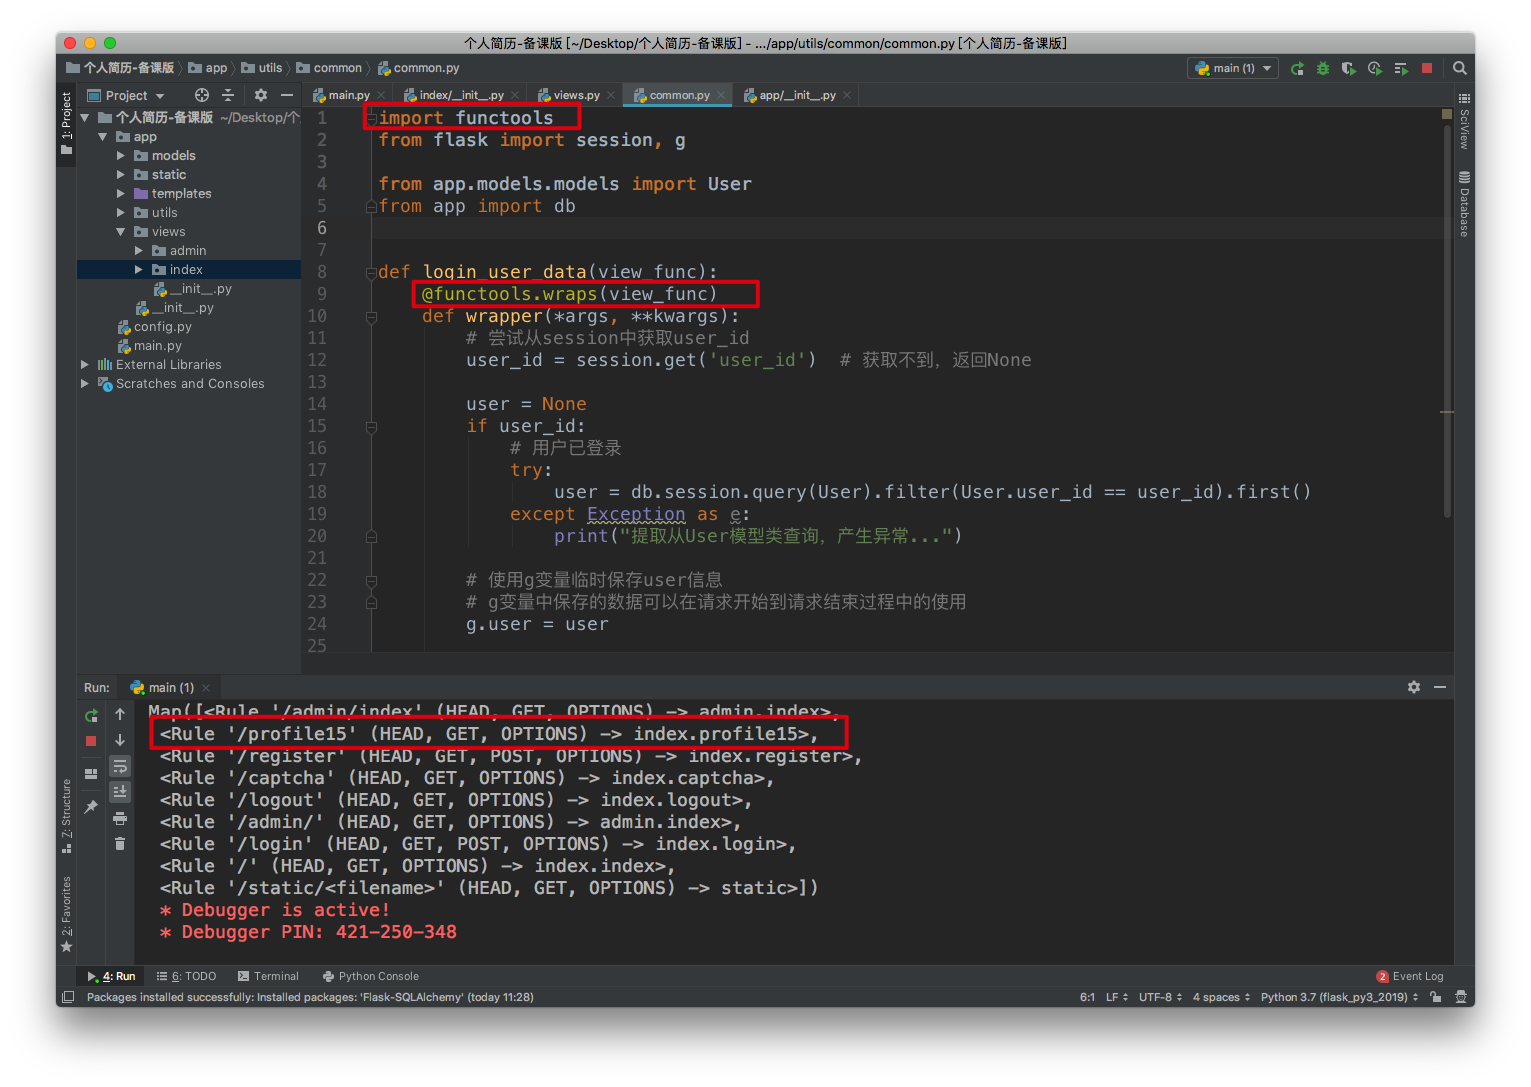 个人简历-备课版 [~/Desktop/个人简历-备课版] - .../app/utils/common/common.py [个人简历-备课版]
个人简历-备课版 app utils common common.py
main (1)
1: Project
Project
main.py index/__init__.py views.py common.py app/__init__.py
个人简历-备课版 ~/Desktop/个
app
models
static
templates
utils
views
admin
index
__init__.py
__init__.py
config.py
main.py
External Libraries
Scratches and Consoles
1 import functools
2 from flask import session, g
3
4 from app.models.models import User
5 from app import db
6
7
8 def login_user_data(view_func):
9 @functools.wraps(view_func)
10 def wrapper(*args, **kwargs):
11 # 尝试从session中获取user_id
12 user_id = session.get('user_id') # 获取不到，返回None
13
14 user = None
15 if user_id:
16 # 用户已登录
17 try:
18 user = db.session.query(User).filter(User.user_id == user_id).first()
19 except Exception as e:
20 print("提取从User模型类查询，产生异常...")
21
22 # 使用g变量临时保存user信息
23 # g变量中保存的数据可以在请求开始到请求结束过程中的使用
24 g.user = user
25
SciView
Database
Run: main (1)
Map([<Rule '/admin/index' (HEAD, GET, OPTIONS) -> admin.index>,
<Rule '/profile15' (HEAD, GET, OPTIONS) -> index.profile15>,
<Rule '/register' (HEAD, GET, POST, OPTIONS) -> index.register>,
<Rule '/captcha' (HEAD, GET, OPTIONS) -> index.captcha>,
<Rule '/logout' (HEAD, GET, OPTIONS) -> index.logout>,
<Rule '/admin/' (HEAD, GET, OPTIONS) -> admin.index>,
<Rule '/login' (HEAD, GET, POST, OPTIONS) -> index.login>,
<Rule '/' (HEAD, GET, OPTIONS) -> index.index>,
<Rule '/static/<filename>' (HEAD, GET, OPTIONS) -> static>])
* Debugger is active!
* Debugger PIN: 421-250-348
7: Structure
2: Favorites
4: Run 6: TODO Terminal Python Console 2 Event Log
Packages installed successfully: Installed packages: 'Flask-SQLAlchemy' (today 11:28) 6:1 LF UTF-8 4 spaces Python 3.7 (flask_py3_2019)